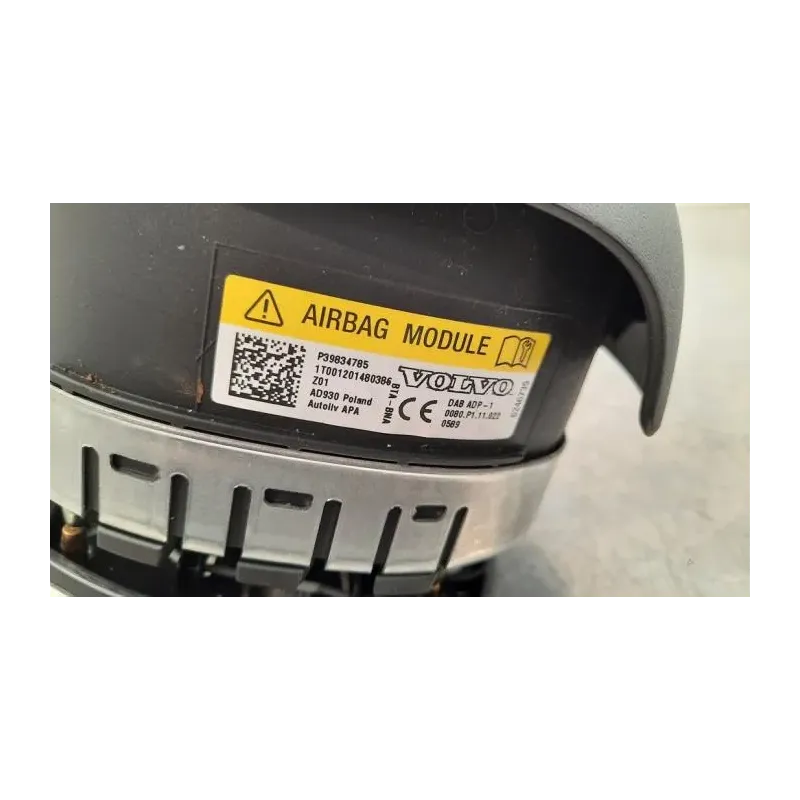 AIRBAG MODULE
P39834785
1T001201480386
Z01
AD930 Poland
Autoliv APA
BTA-BNA
VOLVO
CE
DAB ADP-1
0080.P1.11.022
0589